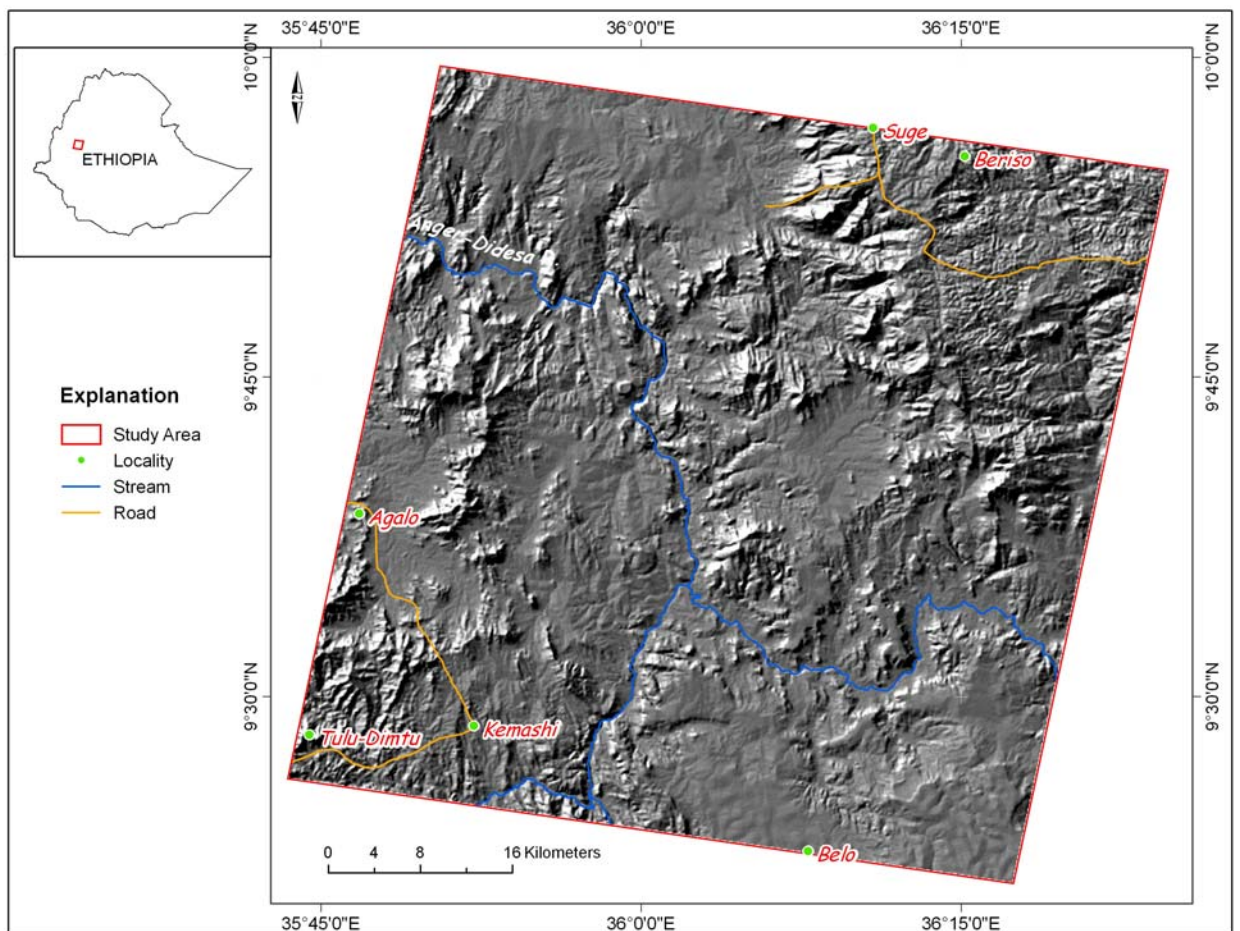 35°45'0"E
36°0'0"E
36°15'0"E
10°0'0"N
10°0'0"N
ETHIOPIA
Suge
Beriso
Anger-Didesa R.
9°45'0"N
9°45'0"N
Explanation
Study Area
Locality
Stream
Road
Agalo
9°30'0"N
9°30'0"N
Tulu-Dimtu
Kemashi
Belo
0 4 8 16 Kilometers
35°45'0"E
36°0'0"E
36°15'0"E